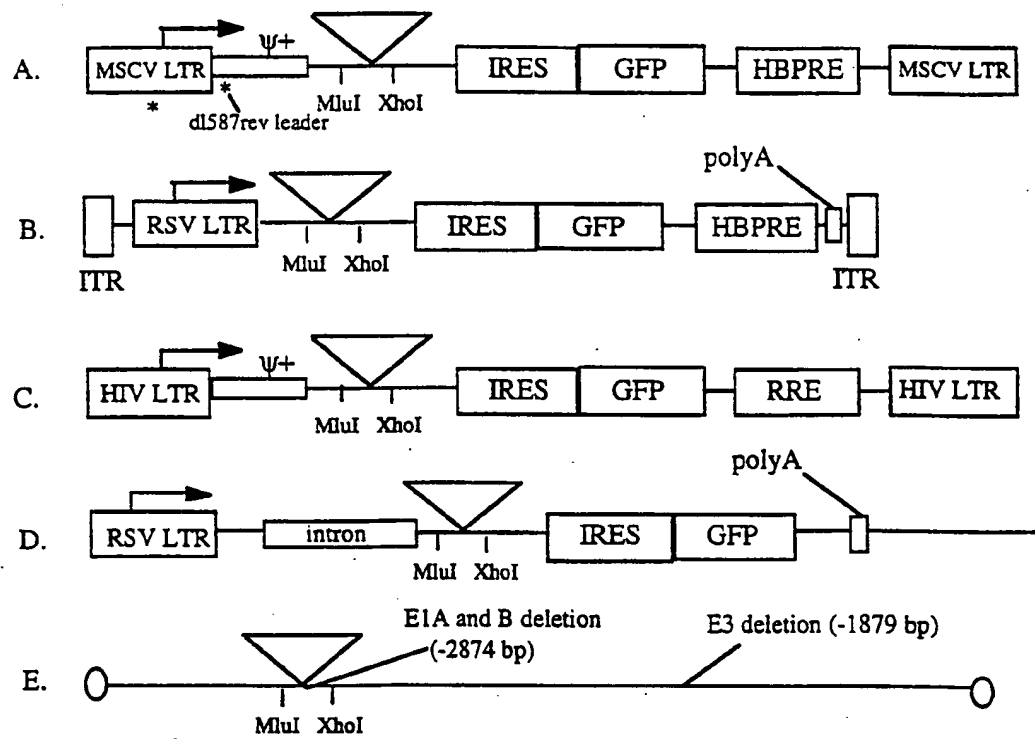 A.
MSCV LTR
ψ+
IRES
GFP
HBPRE
MSCV LTR
*
*
MluI
XhoI
dl587rev leader
B.
RSV LTR
IRES
GFP
HBPRE
polyA
MluI
XhoI
ITR
ITR
C.
HIV LTR
ψ+
IRES
GFP
RRE
HIV LTR
MluI
XhoI
D.
RSV LTR
intron
IRES
GFP
polyA
MluI
XhoI
E.
E1A and B deletion
(-2874 bp)
E3 deletion (-1879 bp)
MluI
XhoI